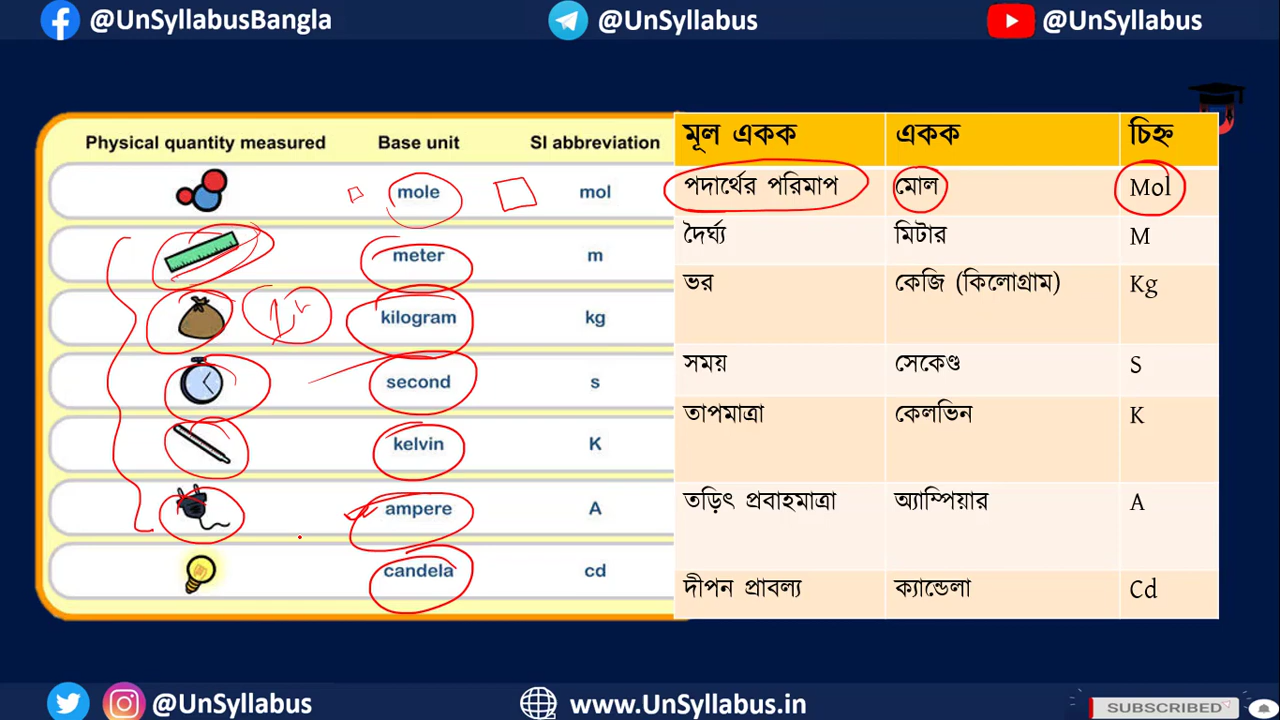 @UnSyllabusBangla @UnSyllabus @UnSyllabus
Physical quantity measured Base unit SI abbreviation মূল একক একক চিহ্ন
mole mol পদার্থের পরিমাপ মোল Mol
meter m দৈর্ঘ্য মিটার M
kilogram kg ভর কেজি (কিলোগ্রাম) Kg
second s সময় সেকেণ্ড S
kelvin K তাপমাত্রা কেলভিন K
ampere A তড়িৎ প্রবাহমাত্রা অ্যাম্পিয়ার A
candela cd দীপন প্রাবল্য ক্যান্ডেলা Cd
@UnSyllabus www.UnSyllabus.in SUBSCRIBED